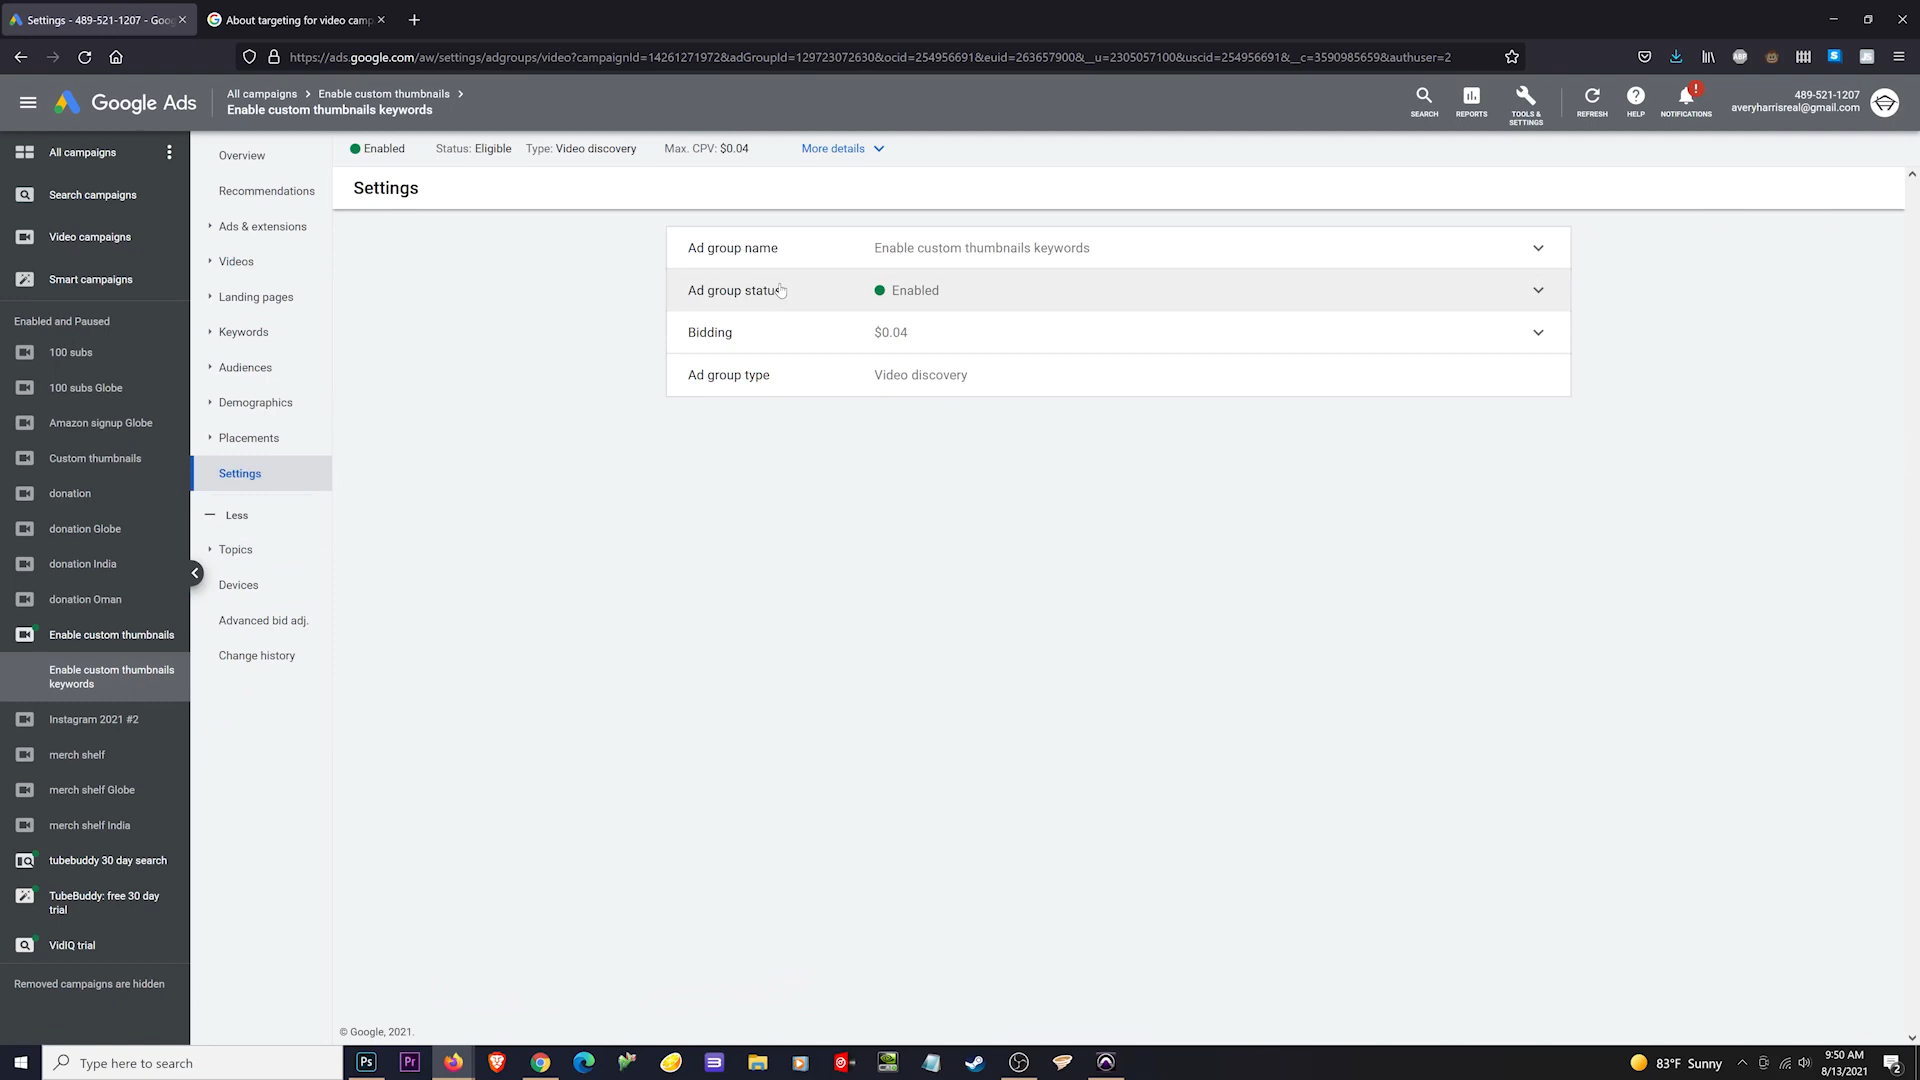 Settings - 489-521-1207 - Goog
About targeting for video camp
https://ads.google.com/aw/settings/adgroups/video?campaignId=14261271972&adGroupId=129723072630&ocid=254956691&euid=263657900&__u=2305057100&uscid=254956691&__c=3590985659&authuser=2
Google Ads
All campaigns > Enable custom thumbnails >
Enable custom thumbnails keywords
SEARCH
REPORTS
TOOLS &
SETTINGS
REFRESH
HELP
NOTIFICATIONS
489-521-1207
averyharrisreal@gmail.com
All campaigns
Search campaigns
Video campaigns
Smart campaigns
Enabled and Paused
100 subs
100 subs Globe
Amazon signup Globe
Custom thumbnails
donation
donation Globe
donation India
donation Oman
Enable custom thumbnails
Enable custom thumbnails
keywords
Instagram 2021 #2
merch shelf
merch shelf Globe
merch shelf India
tubebuddy 30 day search
TubeBuddy: free 30 day
trial
VidIQ trial
Removed campaigns are hidden
Overview
Recommendations
Ads & extensions
Videos
Landing pages
Keywords
Audiences
Demographics
Placements
Settings
Less
Topics
Devices
Advanced bid adj.
Change history
Enabled Status: Eligible Type: Video discovery Max. CPV: $0.04 More details
Settings
Ad group name Enable custom thumbnails keywords
Ad group status Enabled
Bidding $0.04
Ad group type Video discovery
© Google, 2021.
Type here to search
83°F Sunny
9:50 AM
8/13/2021
2